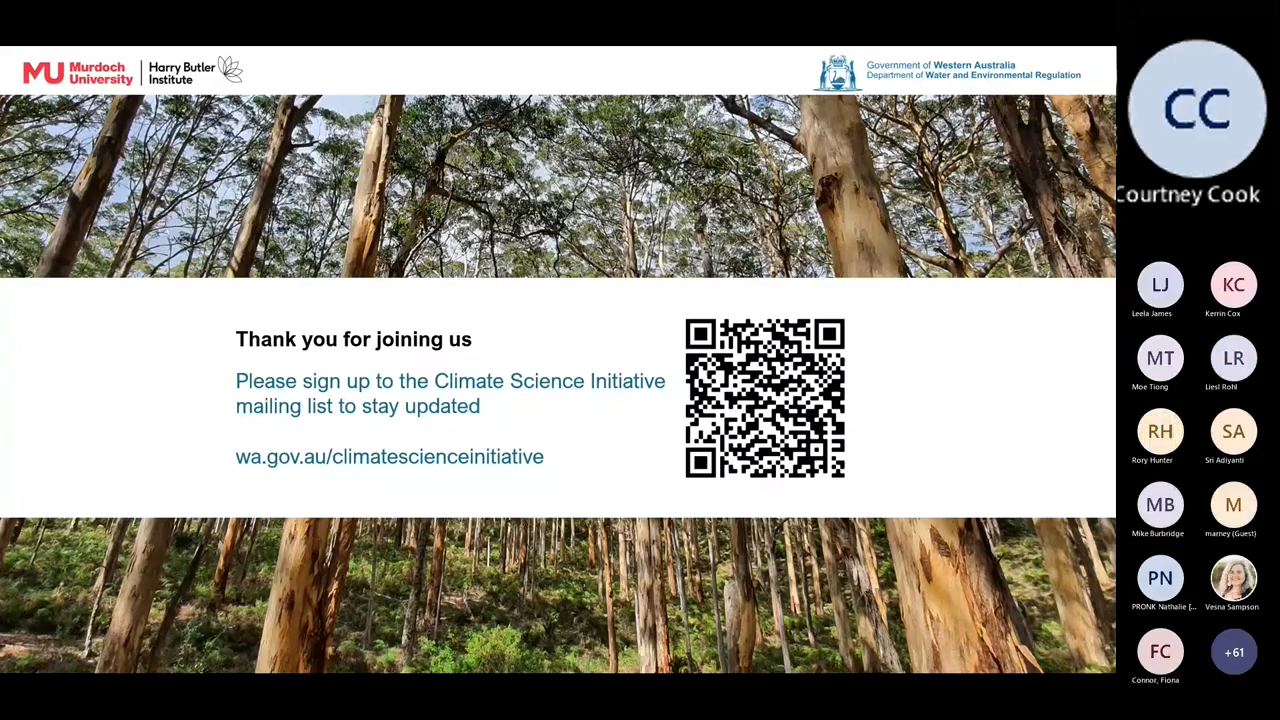 MU Murdoch University
Harry Butler Institute
Government of Western Australia
Department of Water and Environmental Regulation
Thank you for joining us
Please sign up to the Climate Science Initiative
mailing list to stay updated
wa.gov.au/climatescienceinitiative
CC
Courtney Cook
LJ
Leela James
KC
Kerrin Cox
MT
Moe Tiong
LR
Liesl Rohl
RH
Rory Hunter
SA
Sri Adiyanti
MB
Mike Burbridge
M
marney (Guest)
PN
PRONK Nathalie [...
Vesna Sampson
FC
Connor, Fiona
+61